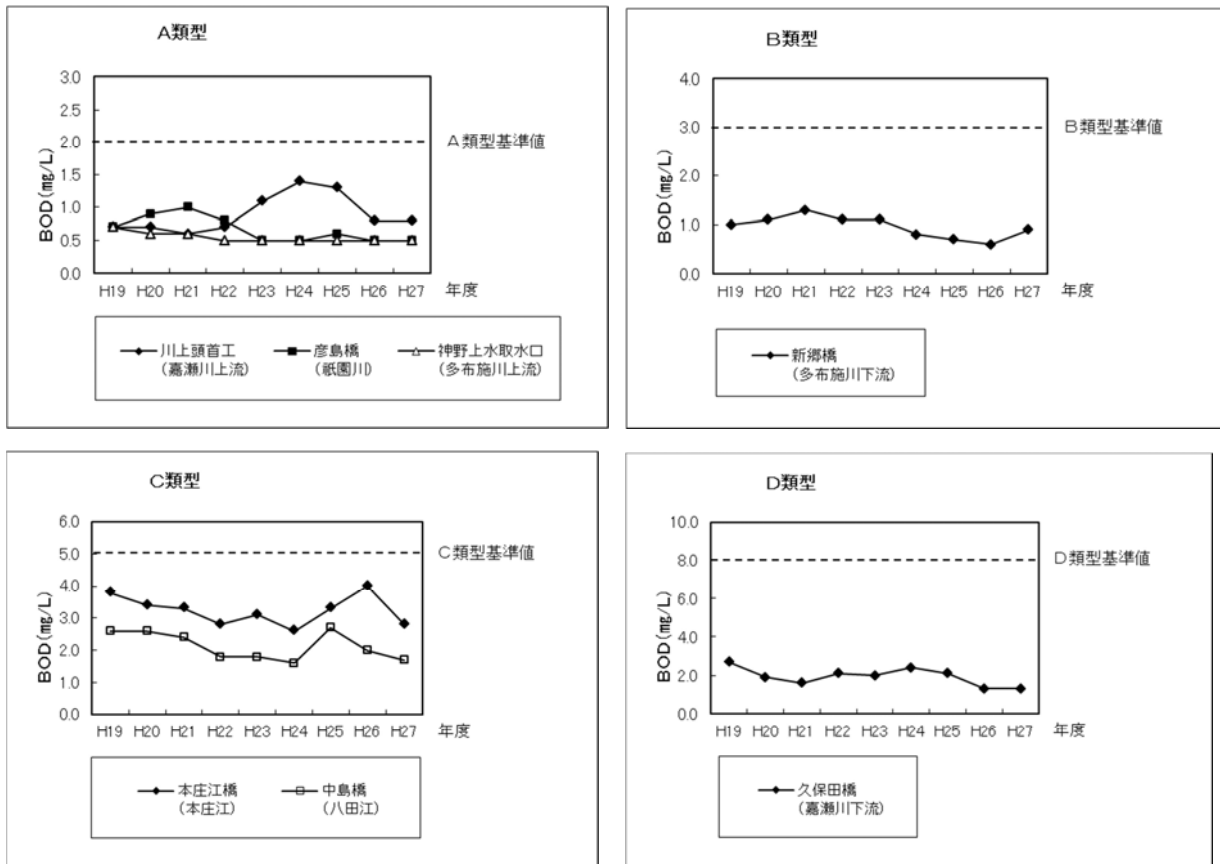 A類型
3.0
2.5
2.0
1.5
1.0
0.5
0.0
BOD(㎎/L)
A類型基準値
H19 H20 H21 H22 H23 H24 H25 H26 H27 年度
川上頭首工 彦島橋 神野上水取水口
(嘉瀬川上流) (祇園川) (多布施川上流)
B類型
4.0
3.0
2.0
1.0
0.0
BOD(㎎/L)
B類型基準値
H19 H20 H21 H22 H23 H24 H25 H26 H27 年度
新郷橋
(多布施川下流)
C類型
6.0
5.0
4.0
3.0
2.0
1.0
0.0
BOD(㎎/L)
C類型基準値
H19 H20 H21 H22 H23 H24 H25 H26 H27 年度
本庄江橋 中島橋
(本庄江) (八田江)
D類型
10.0
8.0
6.0
4.0
2.0
0.0
BOD(㎎/L)
D類型基準値
H19 H20 H21 H22 H23 H24 H25 H26 H27 年度
久保田橋
(嘉瀬川下流)